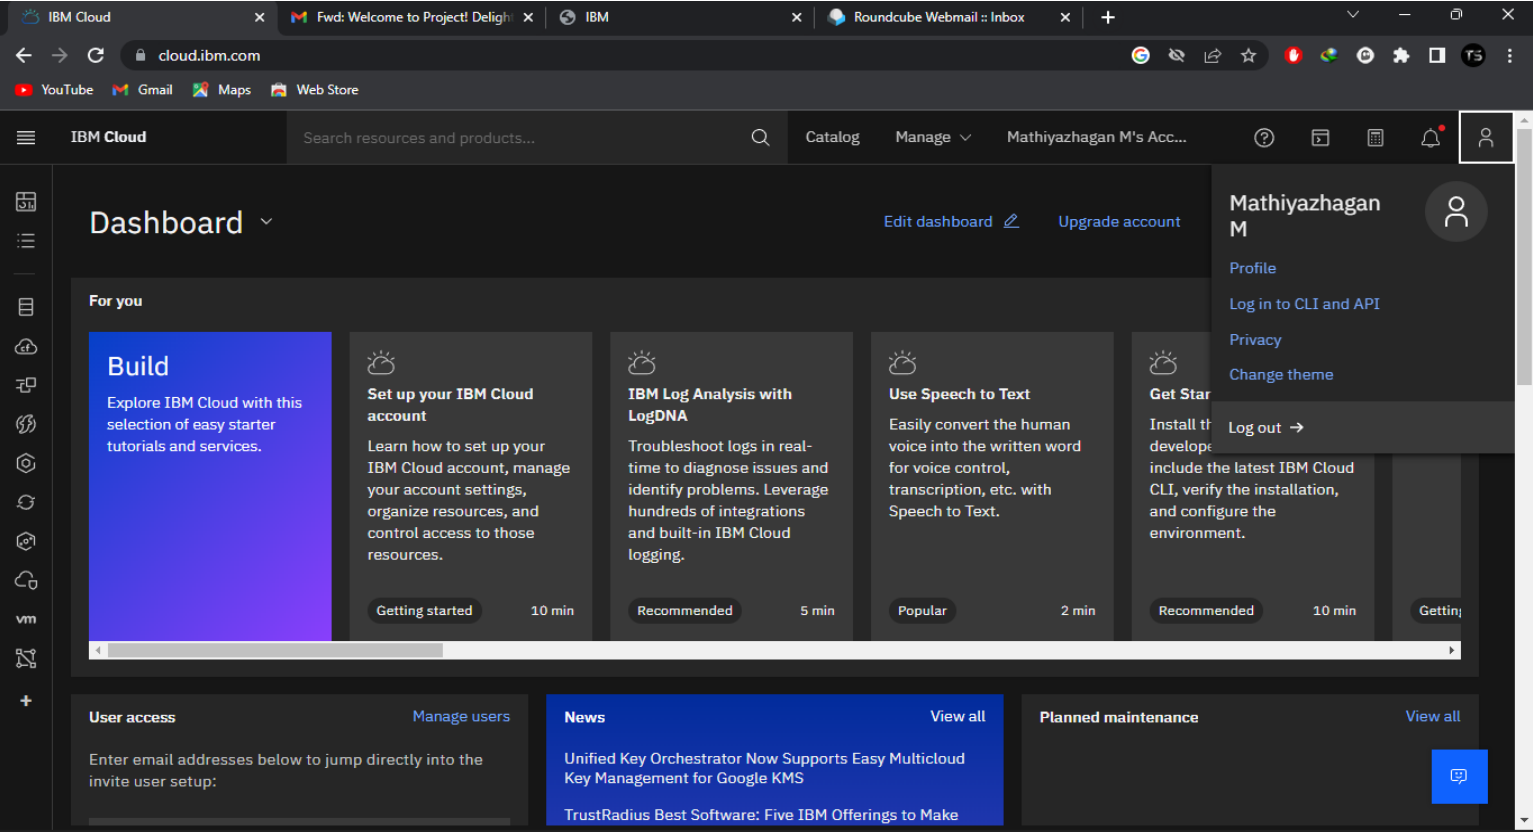 IBM Cloud
Fwd: Welcome to Project! Deligh
IBM
Roundcube Webmail :: Inbox
cloud.ibm.com
TS
YouTube
Gmail
Maps
Web Store
IBM Cloud
Search resources and products...
Catalog
Manage
Mathiyazhagan M's Acc...
Dashboard
Edit dashboard
Upgrade account
Mathiyazhagan
M
Profile
Log in to CLI and API
Privacy
Change theme
Log out →
For you
Build
Explore IBM Cloud with this
selection of easy starter
tutorials and services.
Set up your IBM Cloud
account
Learn how to set up your
IBM Cloud account, manage
your account settings,
organize resources, and
control access to those
resources.
Getting started
10 min
IBM Log Analysis with
LogDNA
Troubleshoot logs in real-
time to diagnose issues and
identify problems. Leverage
hundreds of integrations
and built-in IBM Cloud
logging.
Recommended
5 min
Use Speech to Text
Easily convert the human
voice into the written word
for voice control,
transcription, etc. with
Speech to Text.
Popular
2 min
Get Star
Install th
develope
include the latest IBM Cloud
CLI, verify the installation,
and configure the
environment.
Recommended
10 min
Getting
cf
vm
User access
Manage users
Enter email addresses below to jump directly into the
invite user setup:
News
View all
Unified Key Orchestrator Now Supports Easy Multicloud
Key Management for Google KMS
TrustRadius Best Software: Five IBM Offerings to Make
Planned maintenance
View all